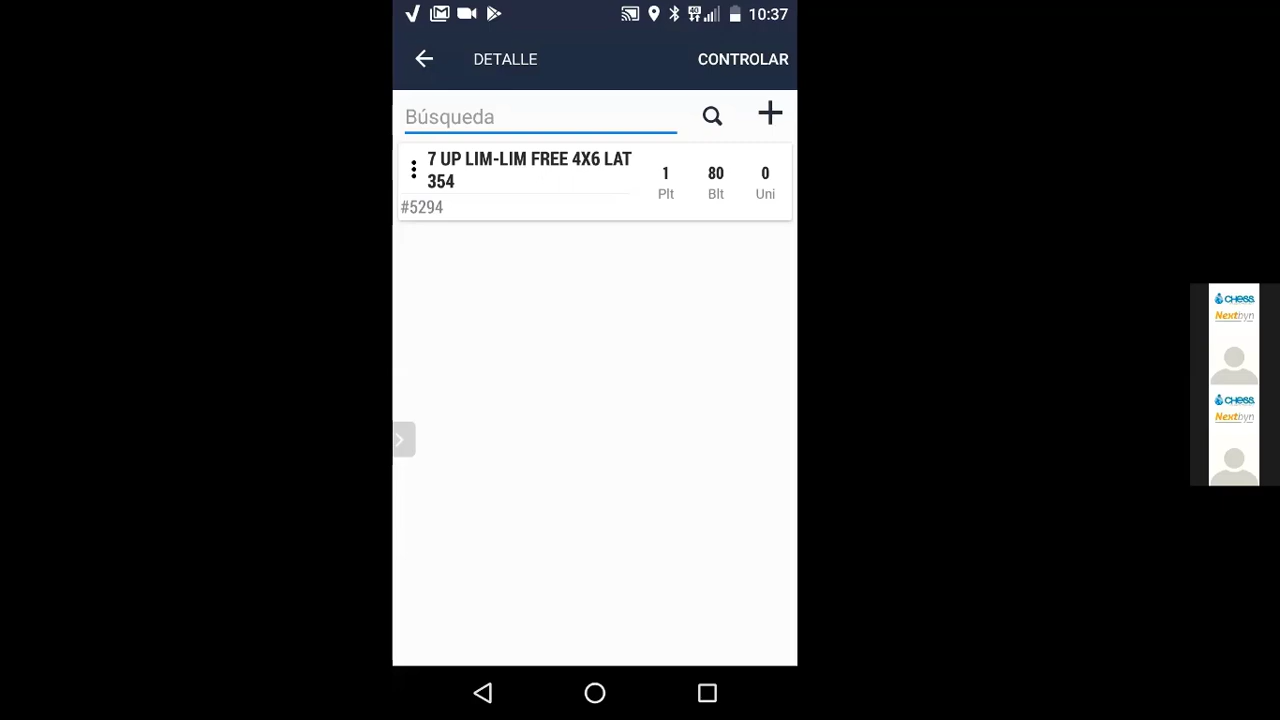 10:37
DETALLE
CONTROLAR
Búsqueda
7 UP LIM-LIM FREE 4X6 LAT
354
1
80
0
Plt
Blt
Uni
#5294
CHESS
Nextbyn
CHESS
Nextbyn